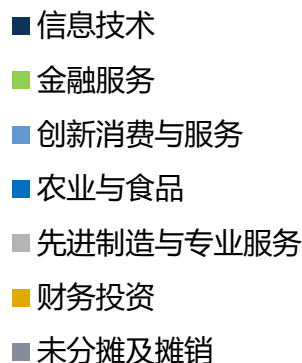 信息技术
金融服务
创新消费与服务
农业与食品
先进制造与专业服务
财务投资
未分摊及摊销